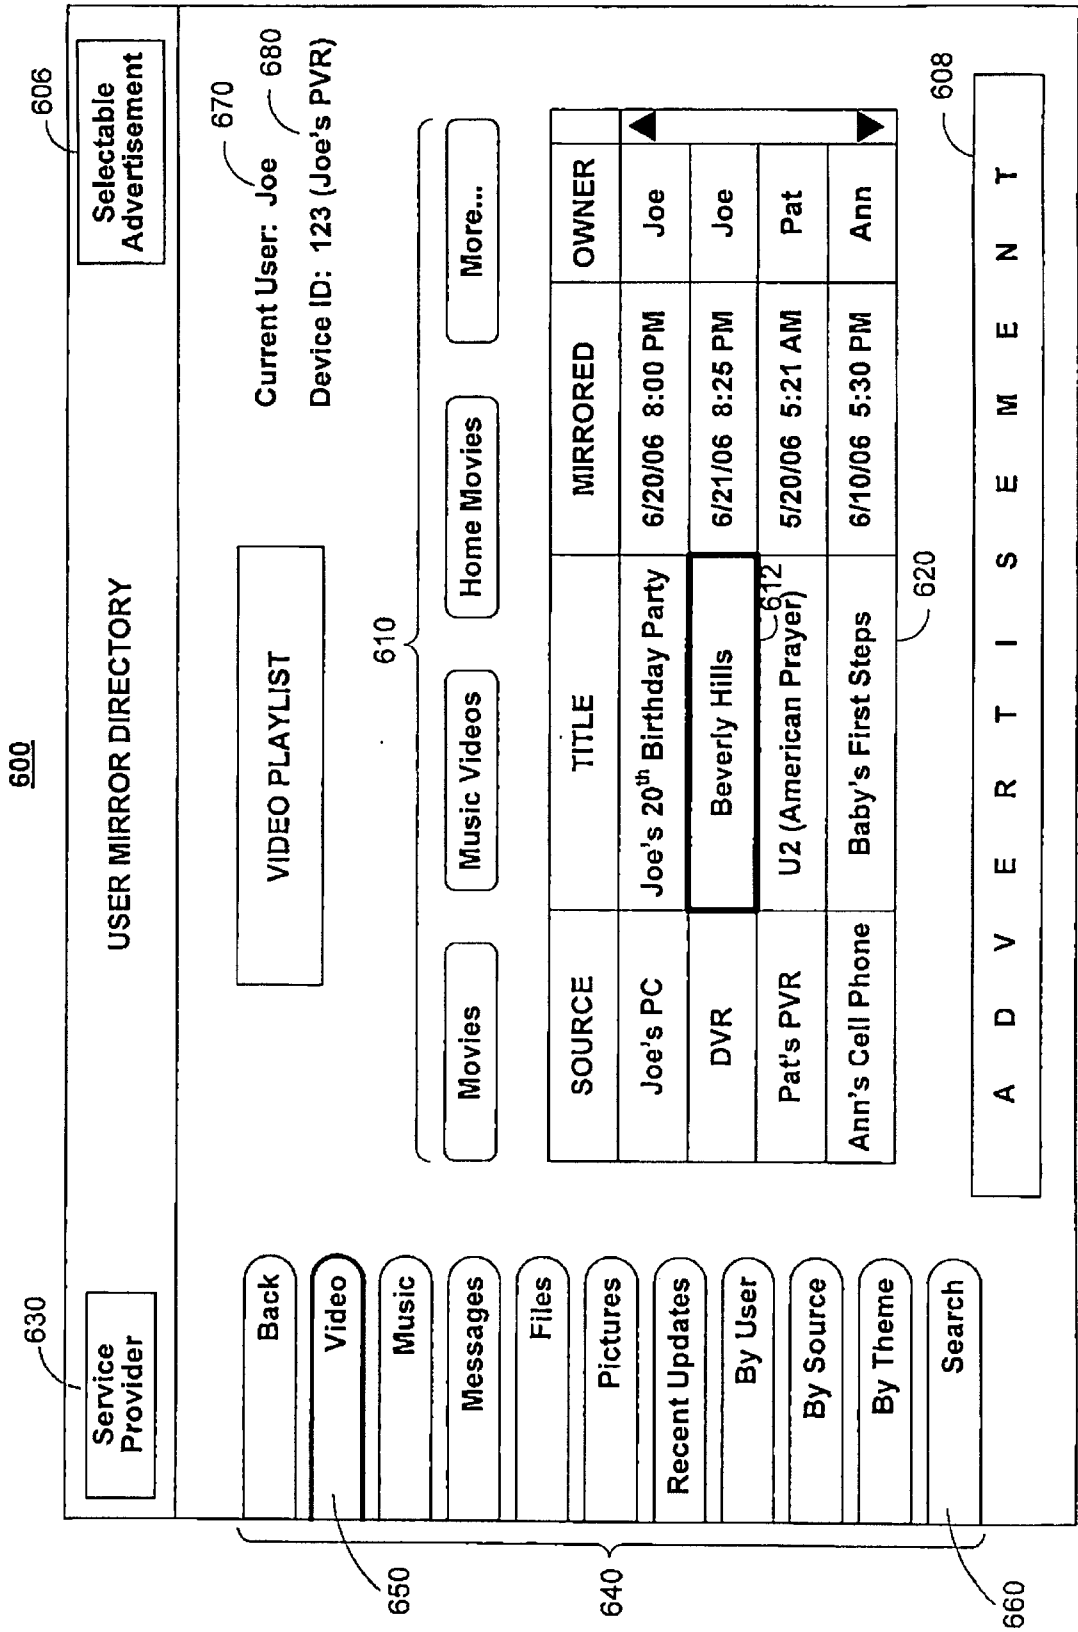 600
630
606
Service
Provider
USER MIRROR DIRECTORY
Selectable
Advertisement
670
Current User: Joe
680
Device ID: 123 (Joe's PVR)
VIDEO PLAYLIST
610
Movies
Music Videos
Home Movies
More...
Back
Video
Music
Messages
Files
Pictures
Recent Updates
By User
By Source
By Theme
Search
650
640
660
SOURCE TITLE MIRRORED OWNER
Joe's PC Joe's 20th Birthday Party 6/20/06 8:00 PM Joe
DVR Beverly Hills 6/21/06 8:25 PM Joe
612
Pat's PVR U2 (American Prayer) 5/20/06 5:21 AM Pat
Ann's Cell Phone Baby's First Steps 6/10/06 5:30 PM Ann
620
608
A D V E R T I S E M E N T